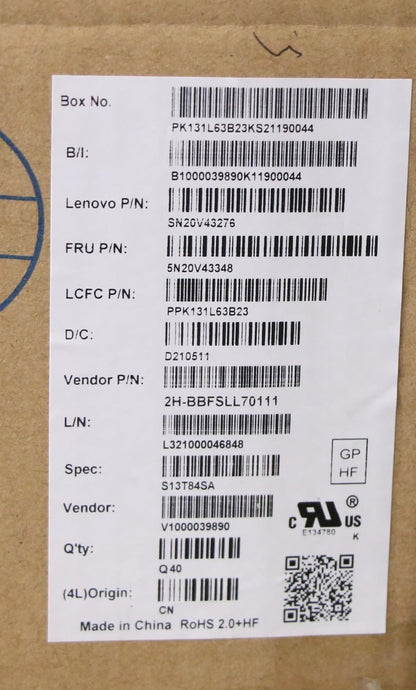 Box No.
PK131L63B23KS21190044
B/I:
B1000039890K11900044
Lenovo P/N:
SN20V43276
FRU P/N:
5N20V43348
LCFC P/N:
PPK131L63B23
D/C:
D210511
Vendor P/N:
2H-BBFSLL70111
L/N:
L321000046848
Spec:
S13T84SA
GP
HF
Vendor:
V1000039890
c RU ® US
E134780
K
Q'ty:
Q40
(4L)Origin:
CN
Made in China RoHS 2.0+HF